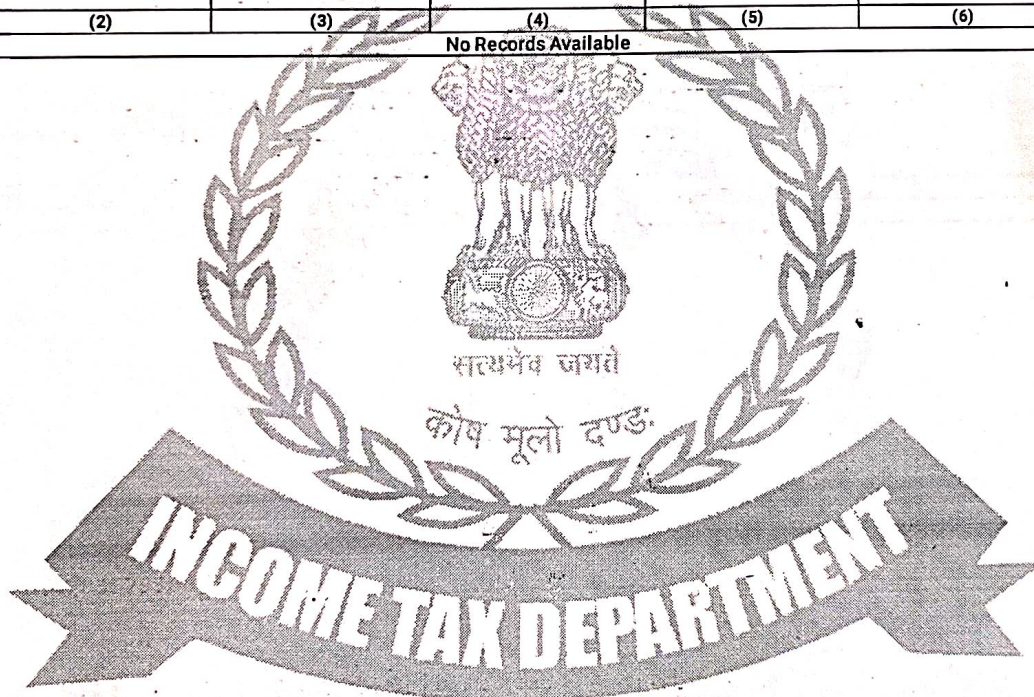 (2) (3) (4) (5) (6)
No Records Available
सत्यमेव जयते
कोष मूलो दण्डः
INCOME TAX DEPARTMENT